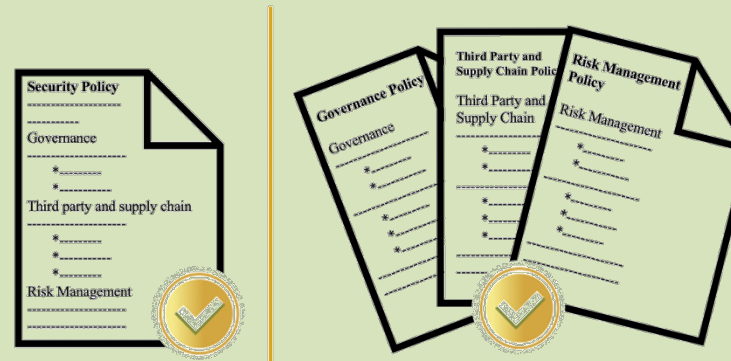 Security Policy
Governance
*
*
Third party and supply chain
*
*
*
Risk Management
Governance Policy
Governance
*
*
*
*
*
Third Party and
Supply Chain Polic
Third Party and
Supply Chain
*
*
*
*
*
Risk Management
Policy
Risk Management
*
*
*
*
*